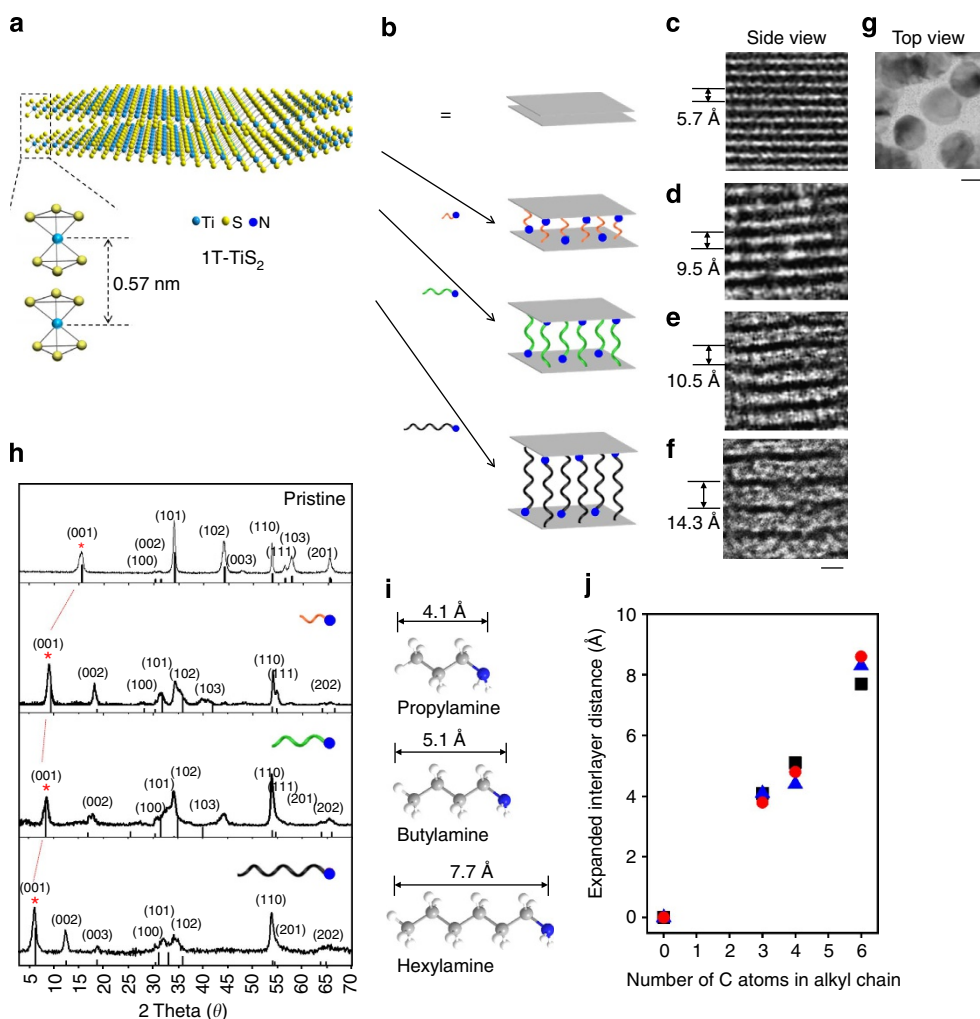 a
b
c
Side view
g
Top view
=
5.7 Å
d
9.5 Å
Ti S N
1T-TiS2
0.57 nm
e
10.5 Å
f
14.3 Å
h
Pristine
(001)
*
(100)
(002)
(101)
(102)
(003)
(110)
(111)
(103)
(201)
(001)
*
(002)
(100)
(101)
(102)
(103)
(110)
(111)
(202)
(001)
*
(002)
(100)
(101)
(102)
(103)
(110)
(111)
(201)
(202)
(001)
*
(002)
(003)
(100)
(101)
(102)
(110)
(201)
(202)
5 10 15 20 25 30 35 40 45 50 55 60 65 70
2 Theta (θ)
i
4.1 Å
Propylamine
5.1 Å
Butylamine
7.7 Å
Hexylamine
j
Expanded interlayer distance (Å)
10
8
6
4
2
0
0 1 2 3 4 5 6
Number of C atoms in alkyl chain